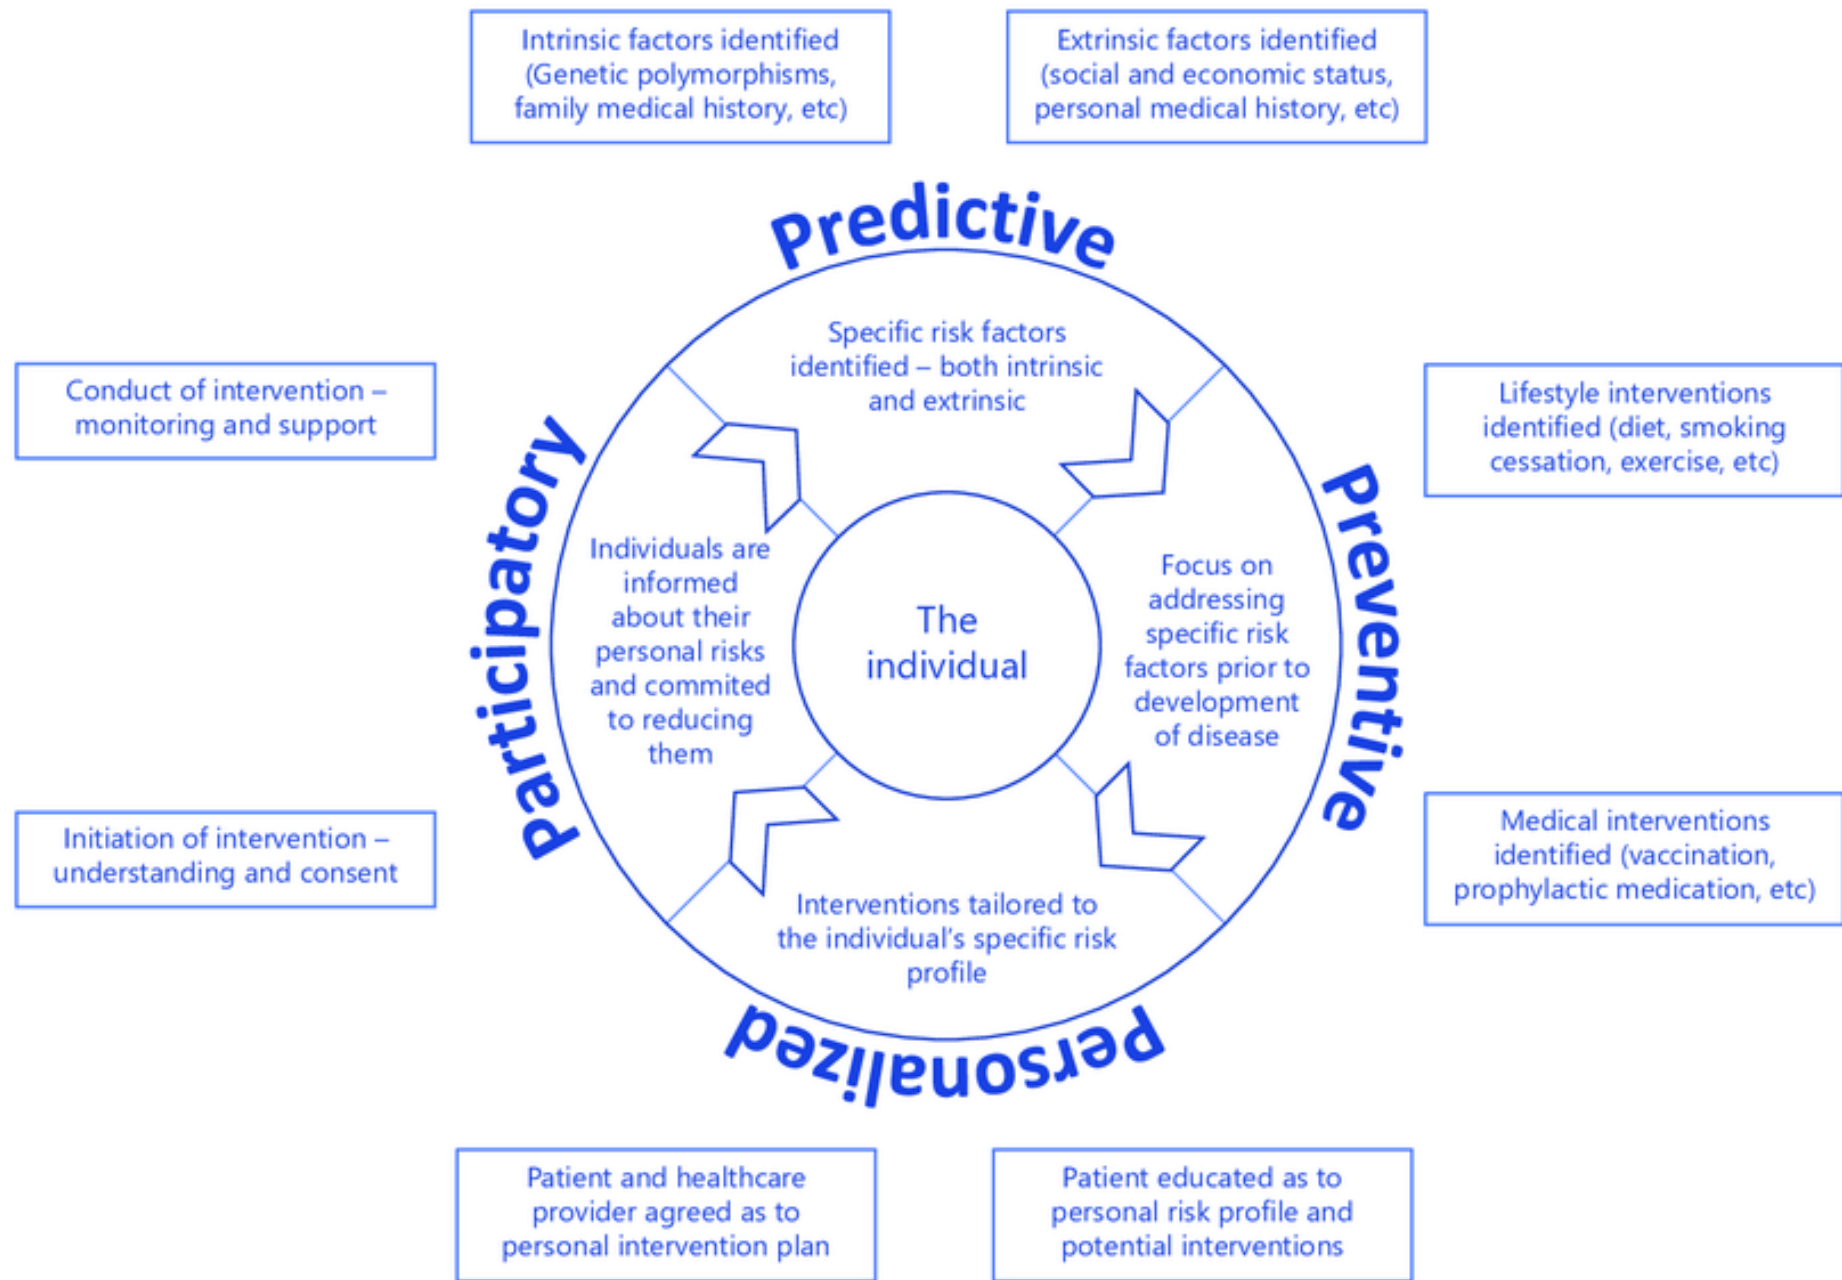 Intrinsic factors identified
(Genetic polymorphisms,
family medical history, etc)
Extrinsic factors identified
(social and economic status,
personal medical history, etc)
Predictive
Specific risk factors
identified – both intrinsic
and extrinsic
Conduct of intervention –
monitoring and support
Lifestyle interventions
identified (diet, smoking
cessation, exercise, etc)
Participatory
Individuals are
informed
about their
personal risks
and commited
to reducing
them
The
individual
Focus on
addressing
specific risk
factors prior to
development
of disease
Preventive
Initiation of intervention –
understanding and consent
Medical interventions
identified (vaccination,
prophylactic medication, etc)
Interventions tailored to
the individual's specific risk
profile
Personalized
Patient and healthcare
provider agreed as to
personal intervention plan
Patient educated as to
personal risk profile and
potential interventions